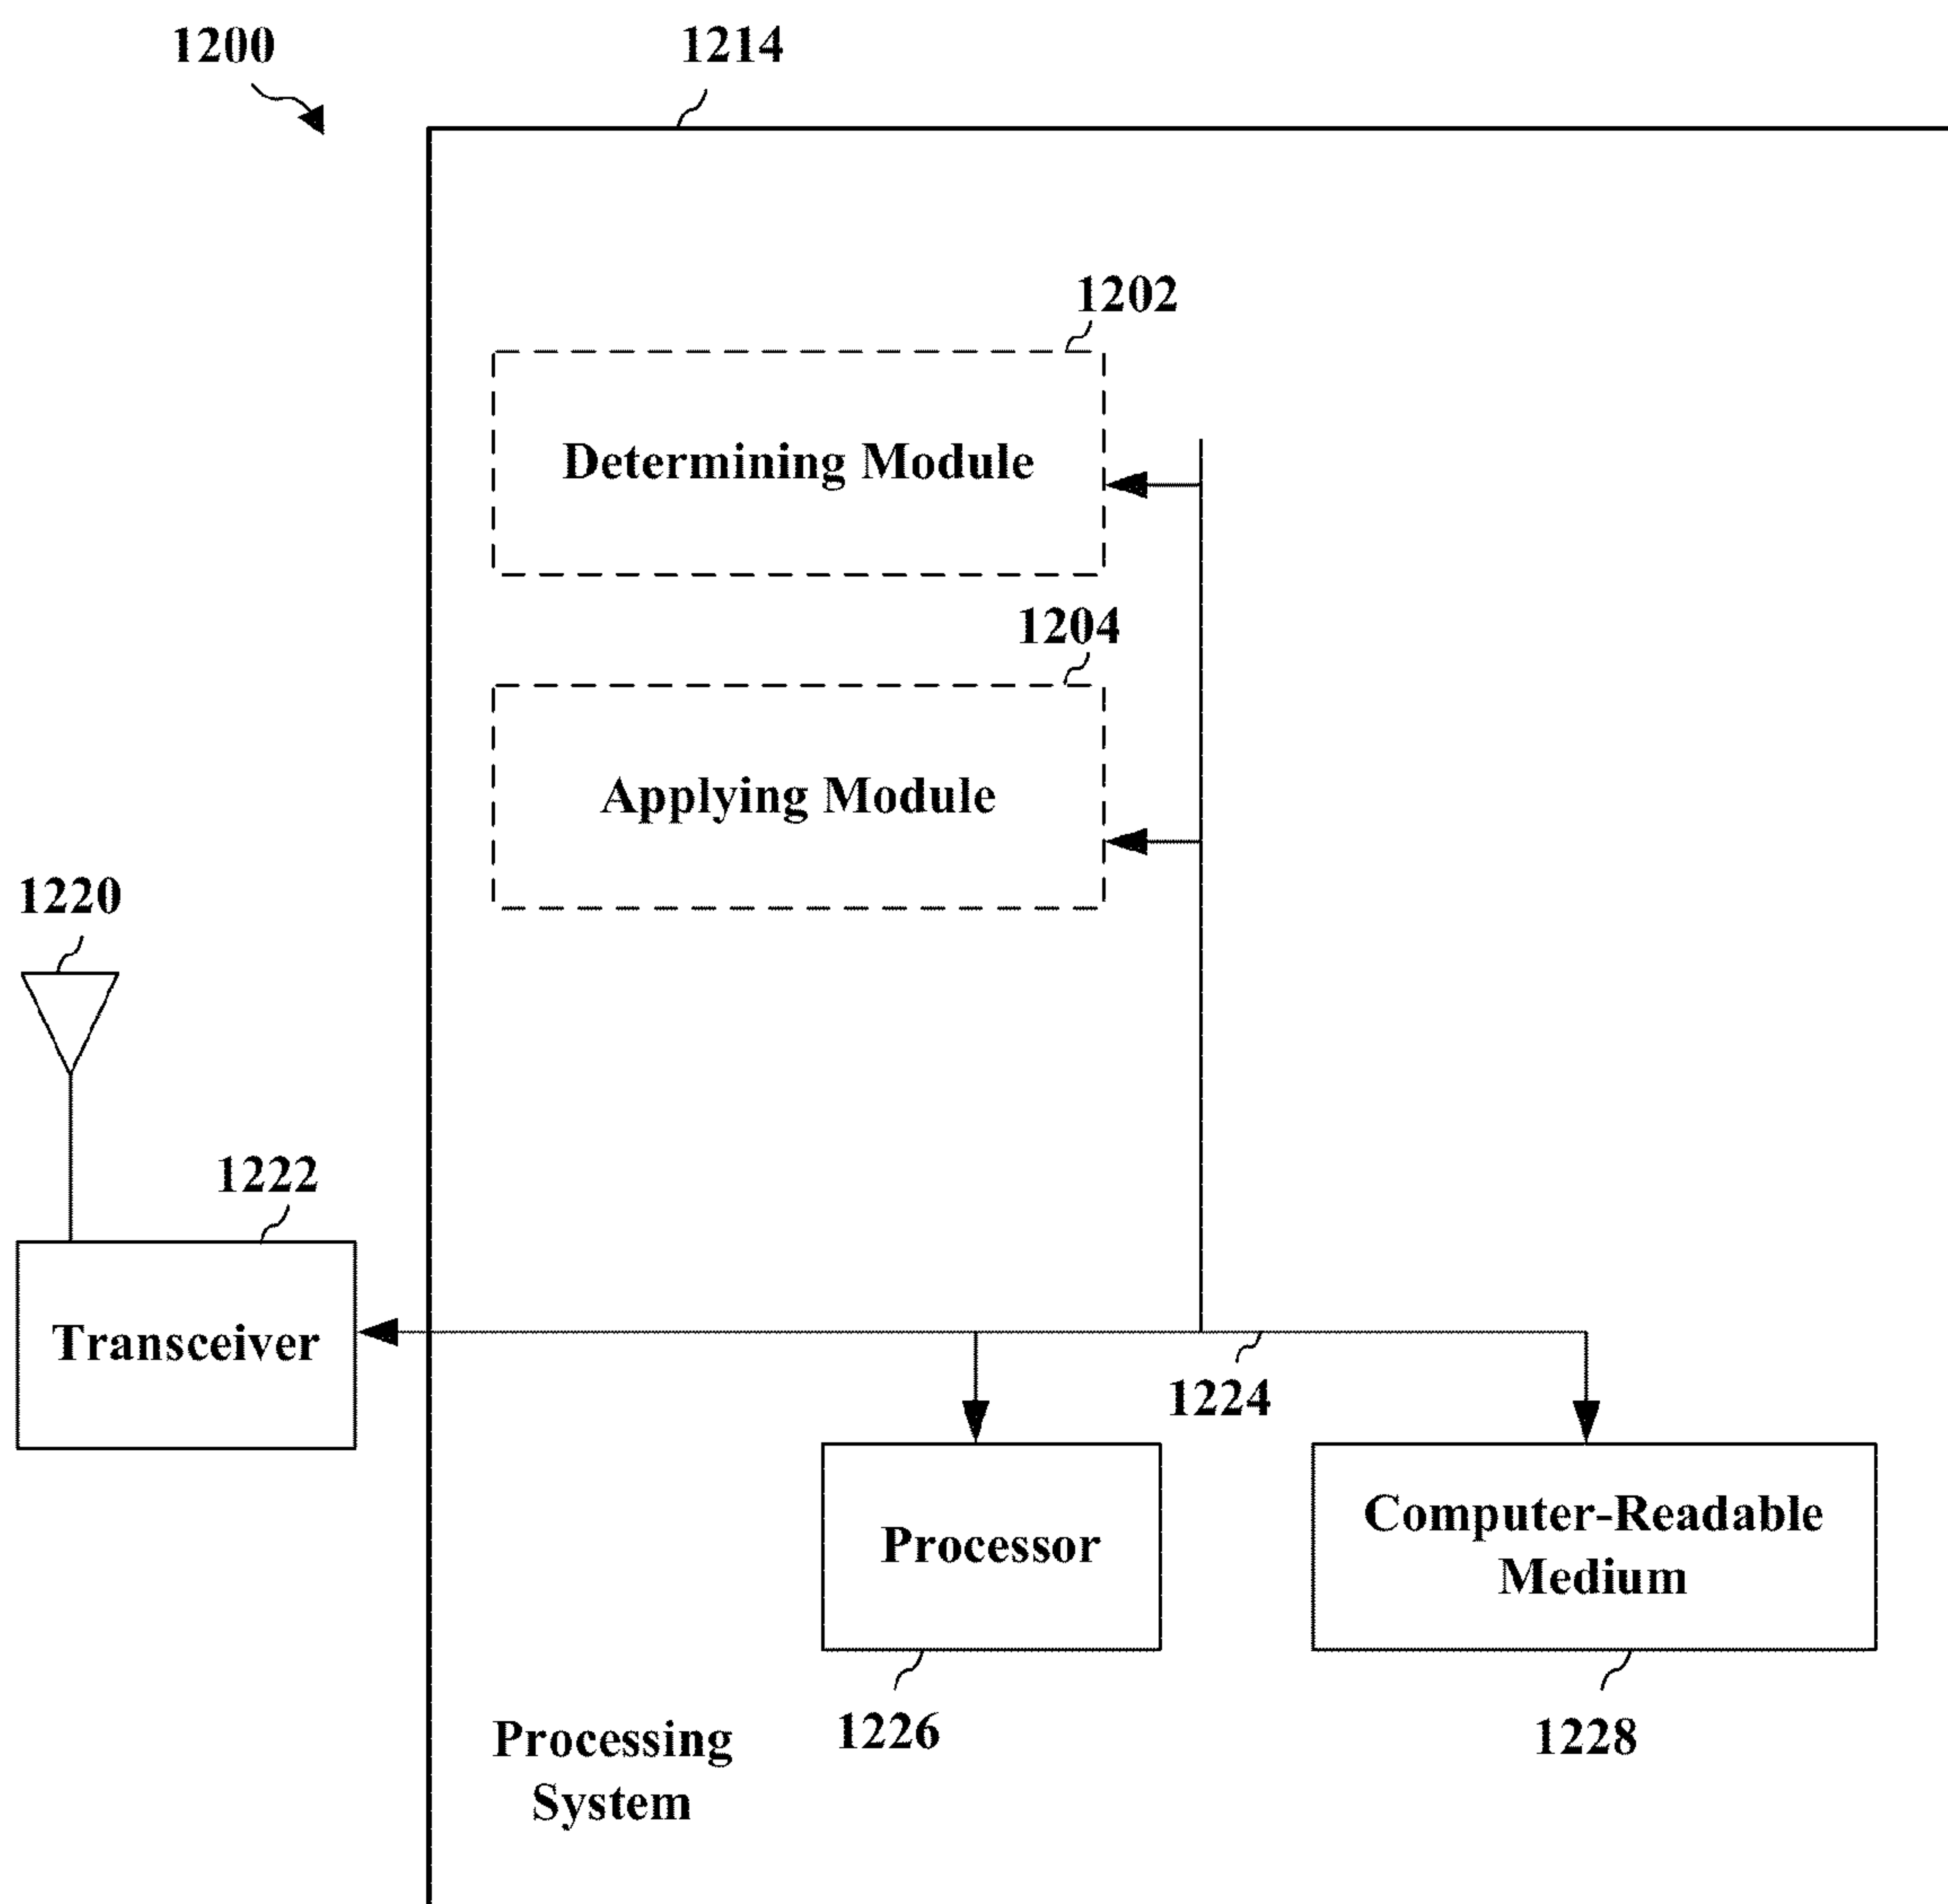 1200
1214
1202
Determining Module
1204
Applying Module
1220
1222
Transceiver
1224
Processor
Computer-Readable
Medium
1226
1228
Processing
System